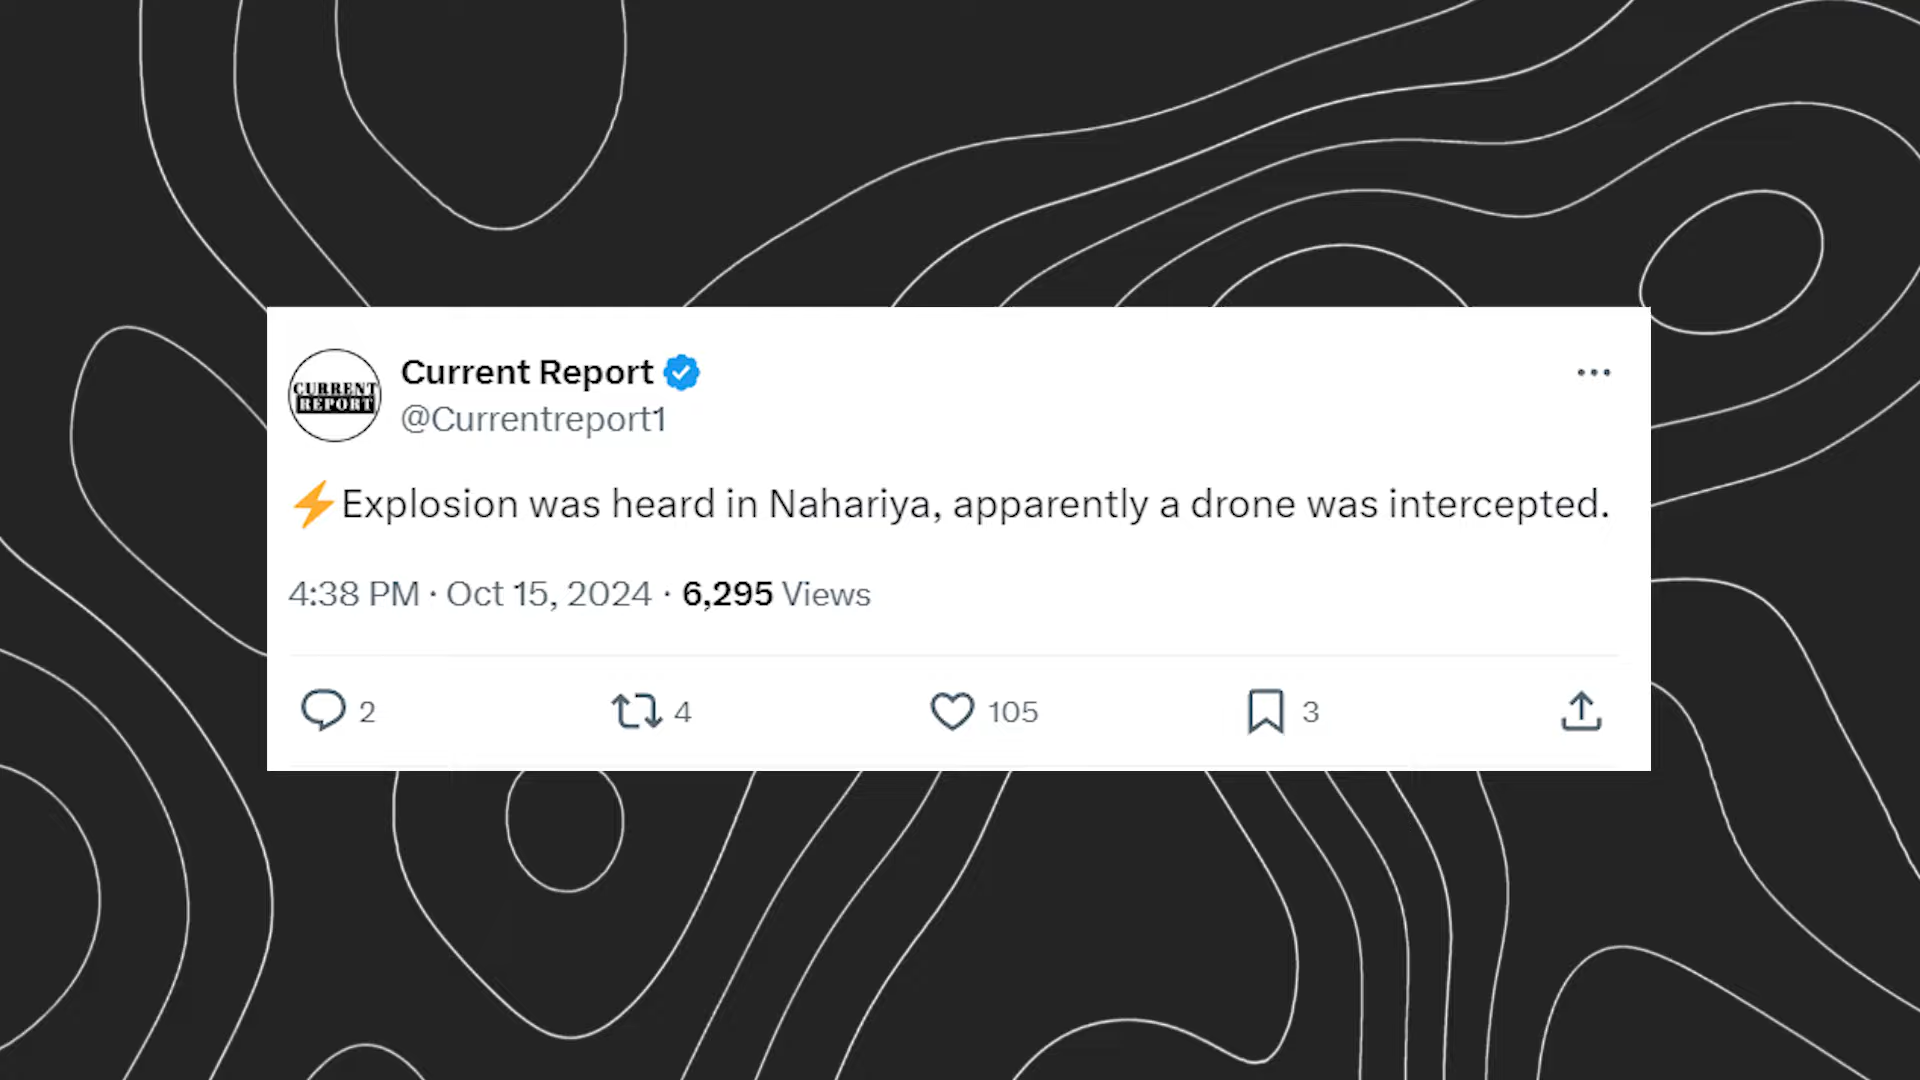 CURRENT
REPORT
Current Report
@Currentreport1
⚡Explosion was heard in Nahariya, apparently a drone was intercepted.
4:38 PM · Oct 15, 2024 · 6,295 Views
2 4 105 3